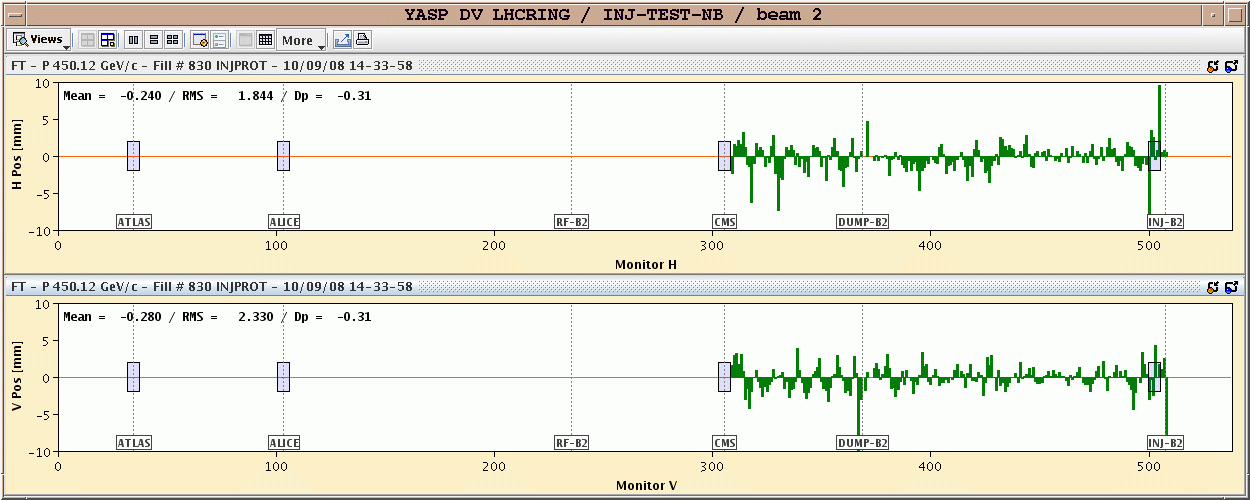 YASP DV LHCRING / INJ-TEST-NB / beam 2
Views More
FT - P 450.12 GeV/c - Fill # 830 INJPROT - 10/09/08 14-33-58
Mean = -0.240 / RMS = 1.844 / Dp = -0.31
H Pos [mm]
10
5
0
-5
-10
ATLAS ALICE RF-B2 CMS DUMP-B2 INJ-B2
0 100 200 300 400 500
Monitor H
FT - P 450.12 GeV/c - Fill # 830 INJPROT - 10/09/08 14-33-58
Mean = -0.280 / RMS = 2.330 / Dp = -0.31
V Pos [mm]
10
5
0
-5
-10
ATLAS ALICE RF-B2 CMS DUMP-B2 INJ-B2
0 100 200 300 400 500
Monitor V